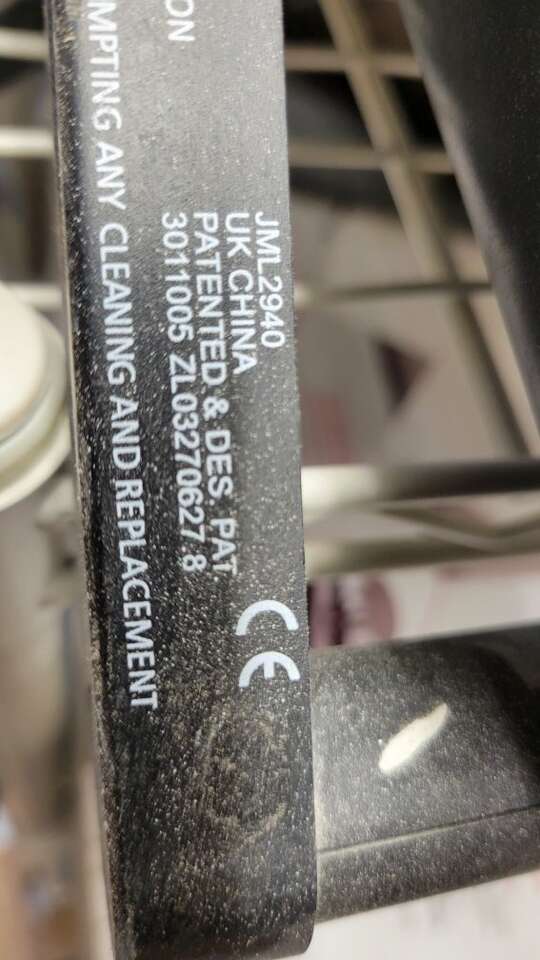 ON
MPTING ANY CLEANING AND REPLACEMENT
JML2940
UK CHINA
PATENTED & DES. PAT
3011005 ZL03270627.8
CE